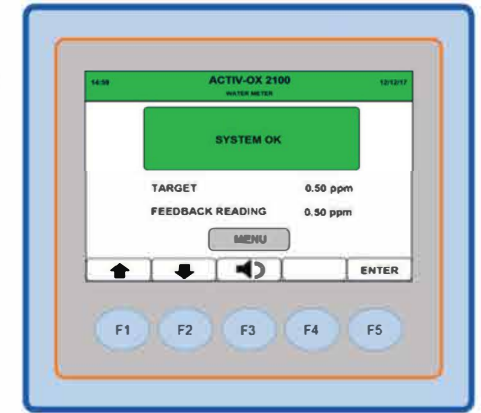 14:59 ACTIV-OX 2100 12/12/17
WATER METER
SYSTEM OK
TARGET 0.50 ppm
FEEDBACK READING 0.50 ppm
MENU
ENTER
F1 F2 F3 F4 F5